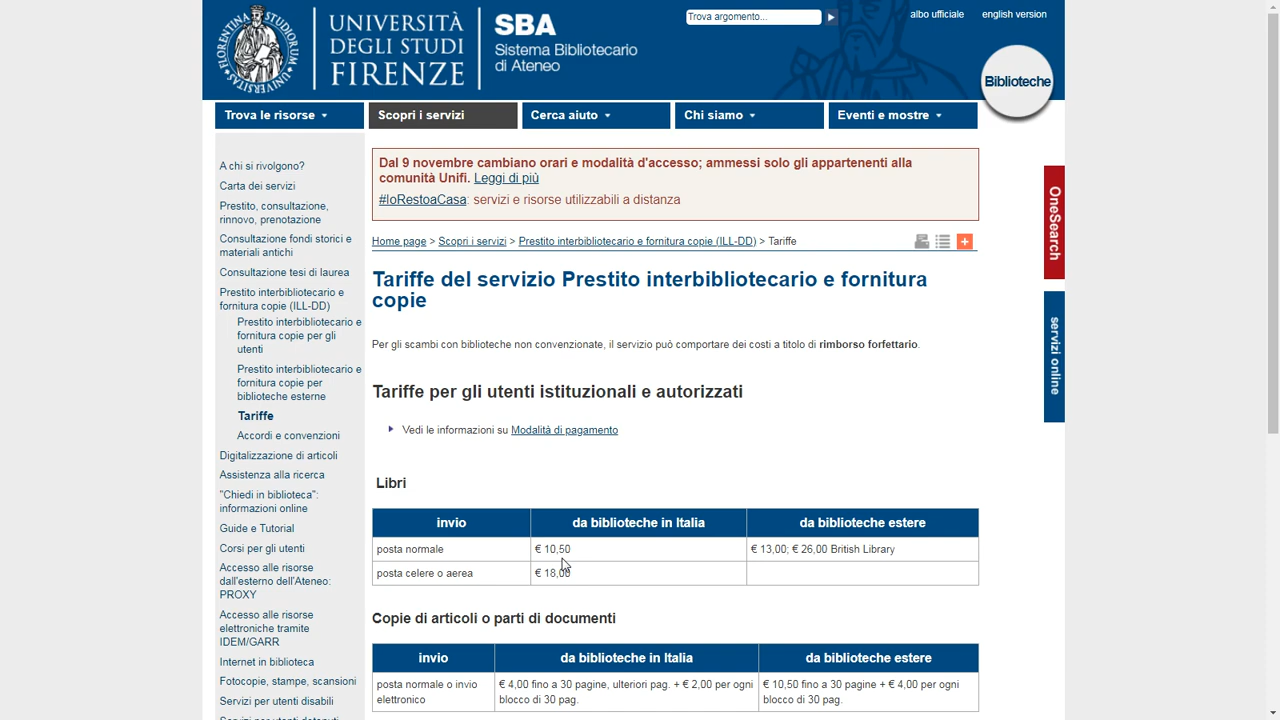 UNIVERSITÀ
DEGLI STUDI
FIRENZE
SBA
Sistema Bibliotecario
di Ateneo
Trova argomento...
albo ufficiale
english version
Biblioteche
Trova le risorse
Scopri i servizi
Cerca aiuto
Chi siamo
Eventi e mostre
A chi si rivolgono?
Carta dei servizi
Prestito, consultazione,
rinnovo, prenotazione
Consultazione fondi storici e
materiali antichi
Consultazione tesi di laurea
Prestito interbibliotecario e
fornitura copie (ILL-DD)
Prestito interbibliotecario e
fornitura copie per gli
utenti
Prestito interbibliotecario e
fornitura copie per
biblioteche esterne
Tariffe
Accordi e convenzioni
Digitalizzazione di articoli
Assistenza alla ricerca
"Chiedi in biblioteca":
informazioni online
Guide e Tutorial
Corsi per gli utenti
Accesso alle risorse
dall'esterno dell'Ateneo:
PROXY
Accesso alle risorse
elettroniche tramite
IDEM/GARR
Internet in biblioteca
Fotocopie, stampe, scansioni
Servizi per utenti disabili
Servizi per utenti detenuti
Dal 9 novembre cambiano orari e modalità d'accesso; ammessi solo gli appartenenti alla
comunità Unifi. Leggi di più
#IoRestoaCasa: servizi e risorse utilizzabili a distanza
Home page > Scopri i servizi > Prestito interbibliotecario e fornitura copie (ILL-DD) > Tariffe
Tariffe del servizio Prestito interbibliotecario e fornitura
copie
Per gli scambi con biblioteche non convenzionate, il servizio può comportare dei costi a titolo di rimborso forfettario.
Tariffe per gli utenti istituzionali e autorizzati
Vedi le informazioni su Modalità di pagamento
Libri
invio da biblioteche in Italia da biblioteche estere
posta normale € 10,50 € 13,00; € 26,00 British Library
posta celere o aerea € 18,00
Copie di articoli o parti di documenti
invio da biblioteche in Italia da biblioteche estere
posta normale o invio € 4,00 fino a 30 pagine, ulteriori pag. + € 2,00 per ogni € 10,50 fino a 30 pagine + € 4,00 per ogni
elettronico blocco di 30 pag. blocco di 30 pag.
OneSearch
servizi online